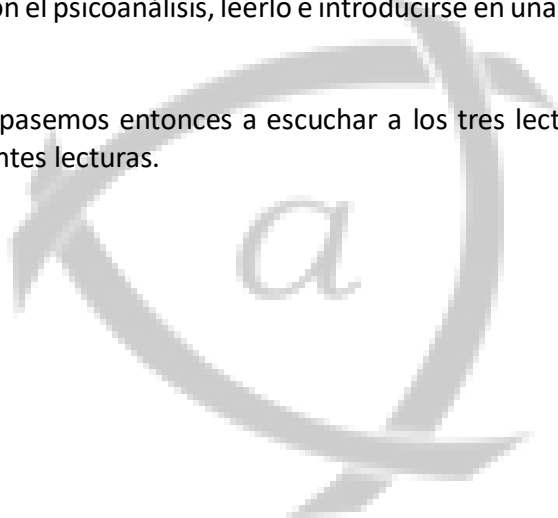 on el psicoanálisis, leerlo e introducirse en una
pasemos entonces a escuchar a los tres lect
ntes lecturas.
a